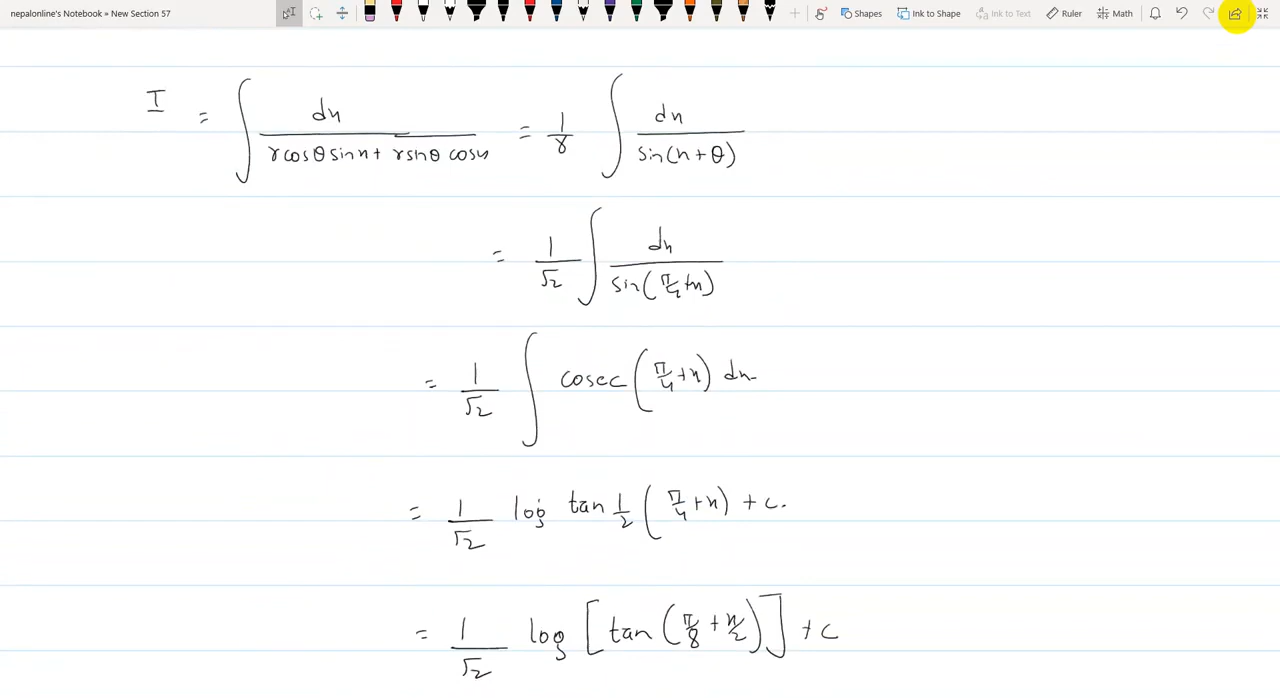 nepalonline's Notebook » New Section 57
Shapes Ink to Shape Ink to Text Ruler Math
I = ∫ dx / (r cosθ sin x + r sinθ cos x) = 1/r ∫ dx / sin(x + θ)
= 1/√2 ∫ dx / sin(π/4 + x)
= 1/√2 ∫ cosec (π/4 + x) dx
= 1/√2 log tan 1/2 (π/4 + x) + c.
= 1/√2 log [tan (π/8 + x/2)] + c